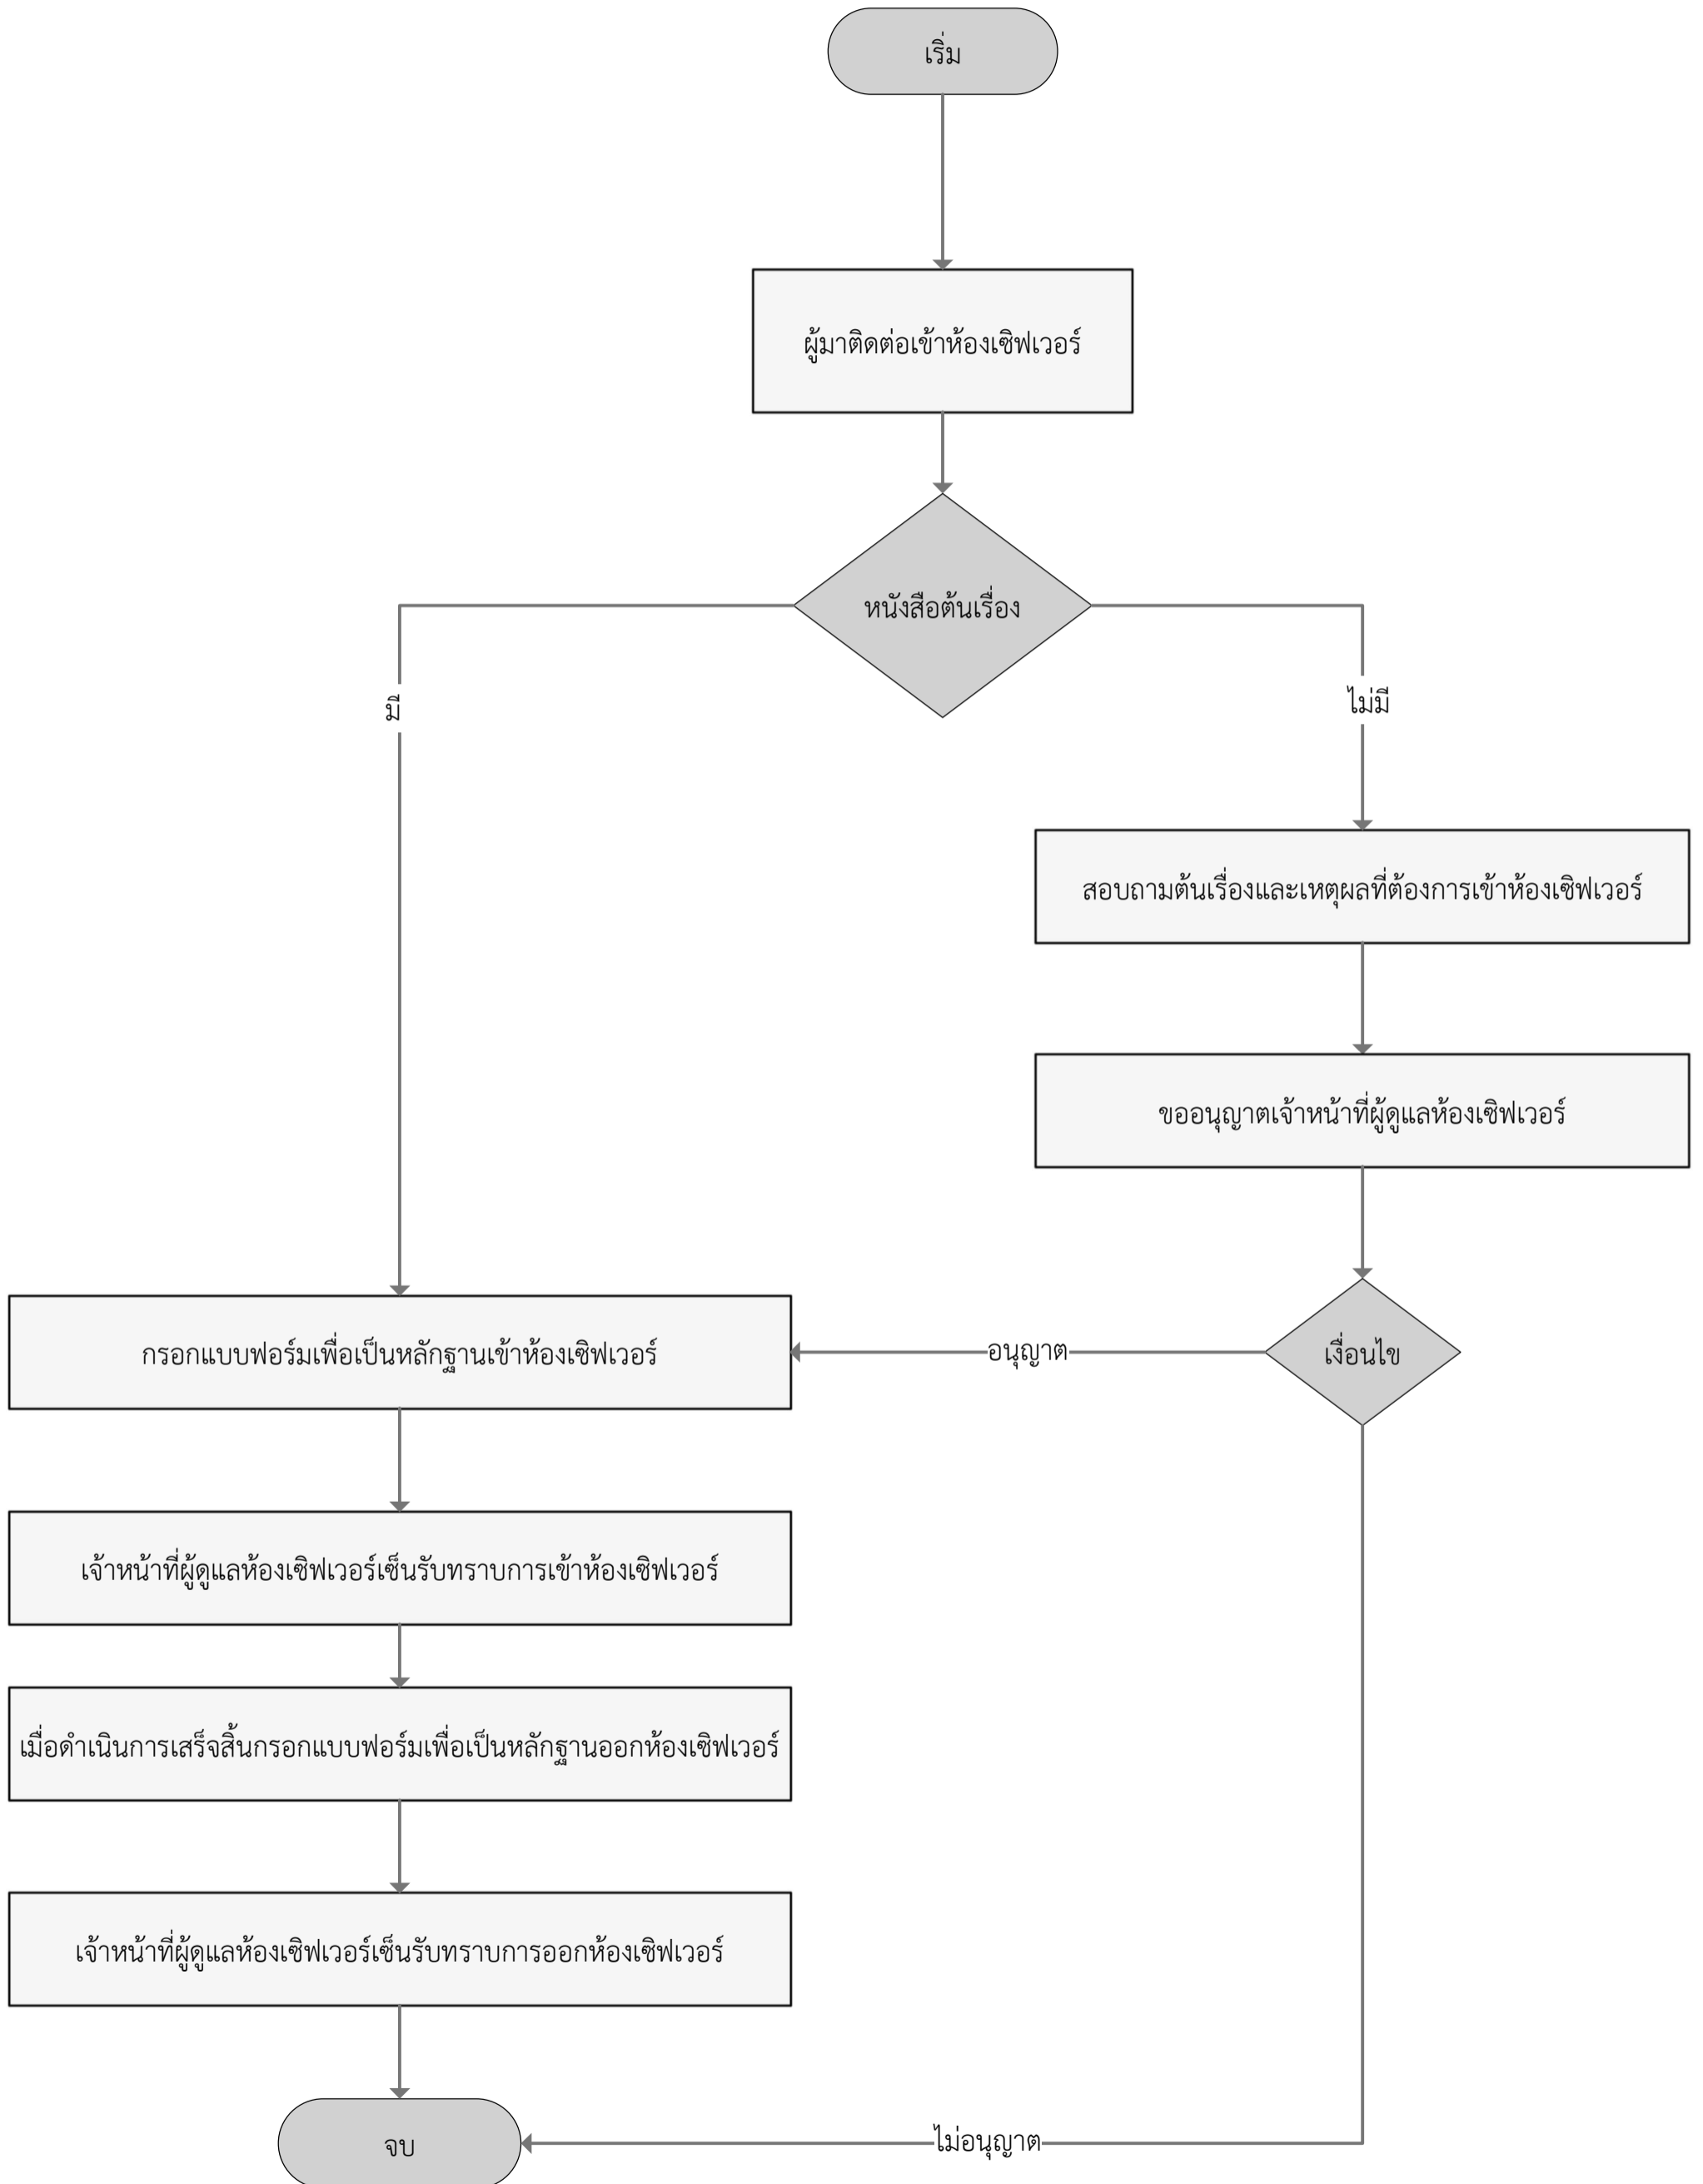 เริ่ม
ผู้มาติดต่อเข้าห้องเซิฟเวอร์
หนังสือต้นเรื่อง
มี
ไม่มี
สอบถามต้นเรื่องและเหตุผลที่ต้องการเข้าห้องเซิฟเวอร์
ขออนุญาตเจ้าหน้าที่ผู้ดูแลห้องเซิฟเวอร์
เงื่อนไข
อนุญาต
กรอกแบบฟอร์มเพื่อเป็นหลักฐานเข้าห้องเซิฟเวอร์
เจ้าหน้าที่ผู้ดูแลห้องเซิฟเวอร์เซ็นรับทราบการเข้าห้องเซิฟเวอร์
เมื่อดำเนินการเสร็จสิ้นกรอกแบบฟอร์มเพื่อเป็นหลักฐานออกห้องเซิฟเวอร์
เจ้าหน้าที่ผู้ดูแลห้องเซิฟเวอร์เซ็นรับทราบการออกห้องเซิฟเวอร์
ไม่อนุญาต
จบ